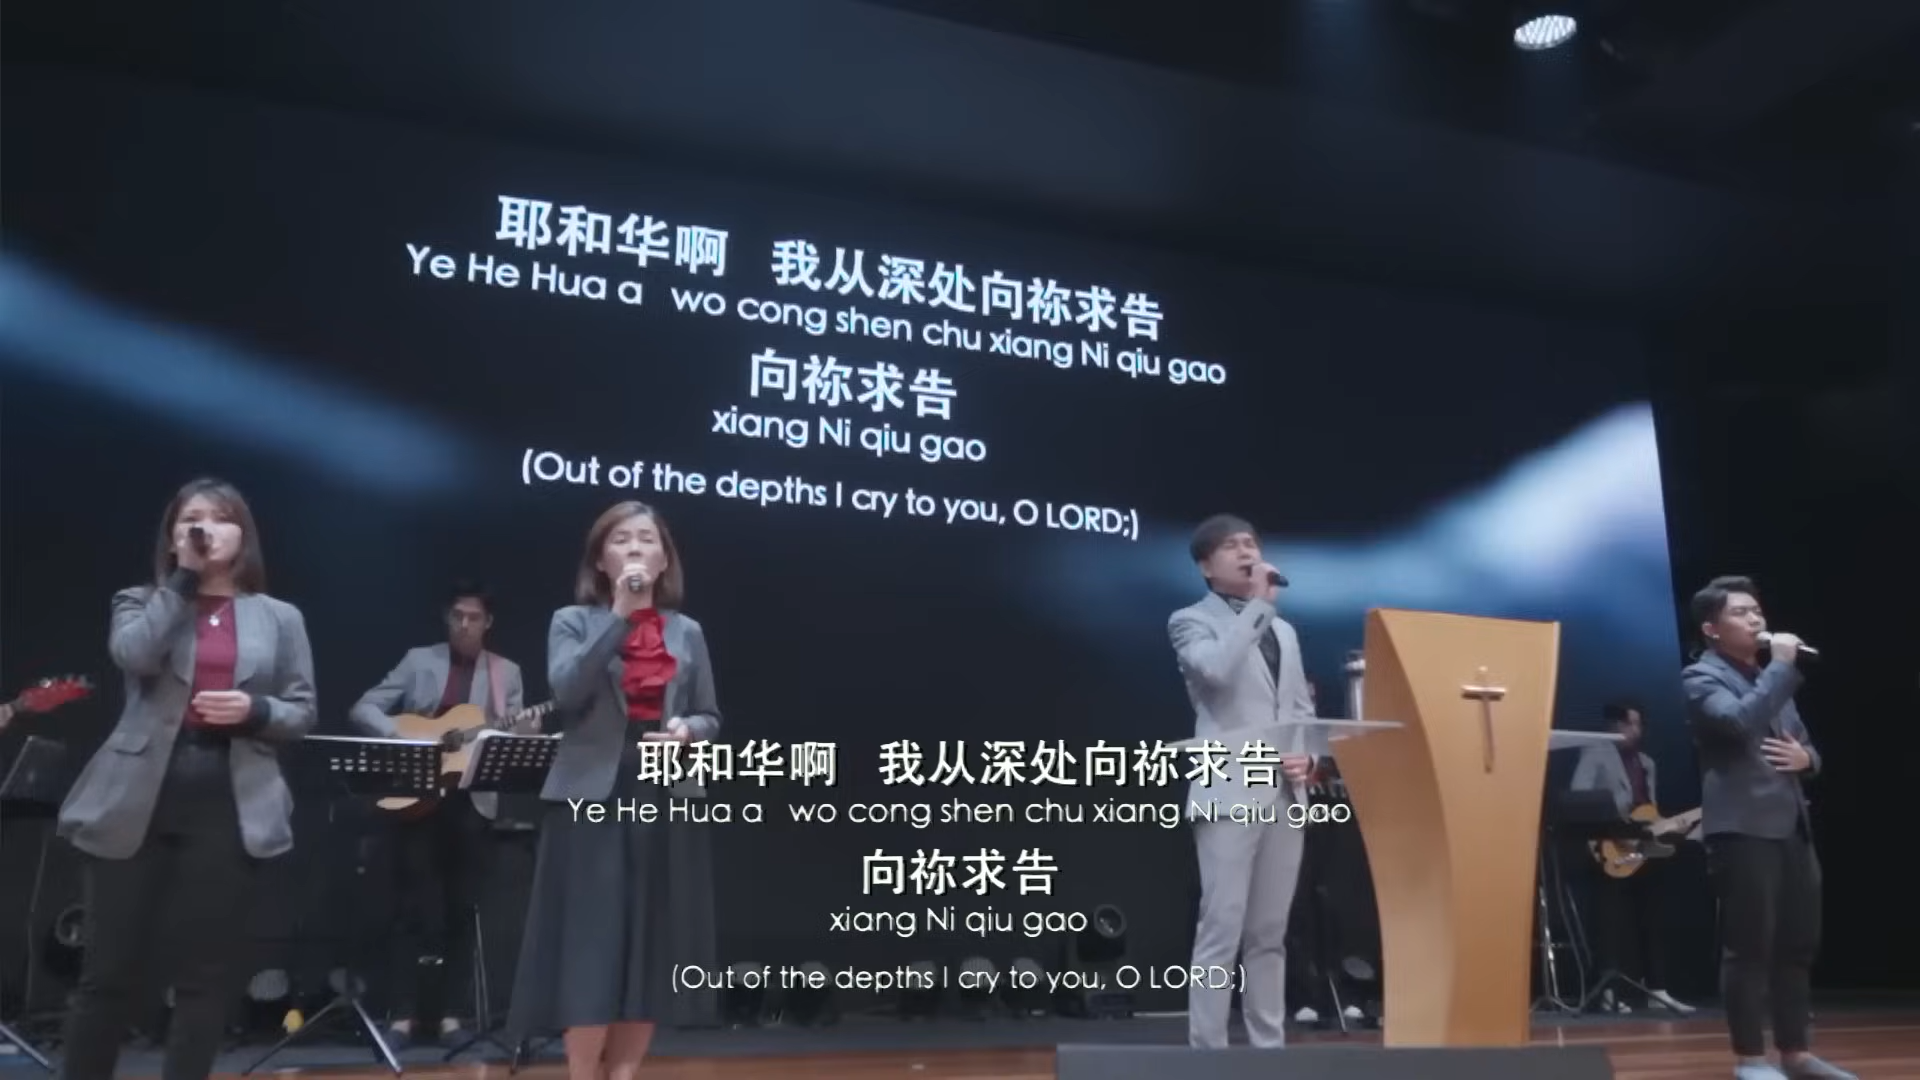 耶和华啊 我从深处向祢求告
Ye He Hua a wo cong shen chu xiang Ni qiu gao
向祢求告
xiang Ni qiu gao
(Out of the depths I cry to you, O LORD;)
耶和华啊 我从深处向祢求告
Ye He Hua a wo cong shen chu xiang Ni qiu gao
向祢求告
xiang Ni qiu gao
(Out of the depths I cry to you, O LORD;)